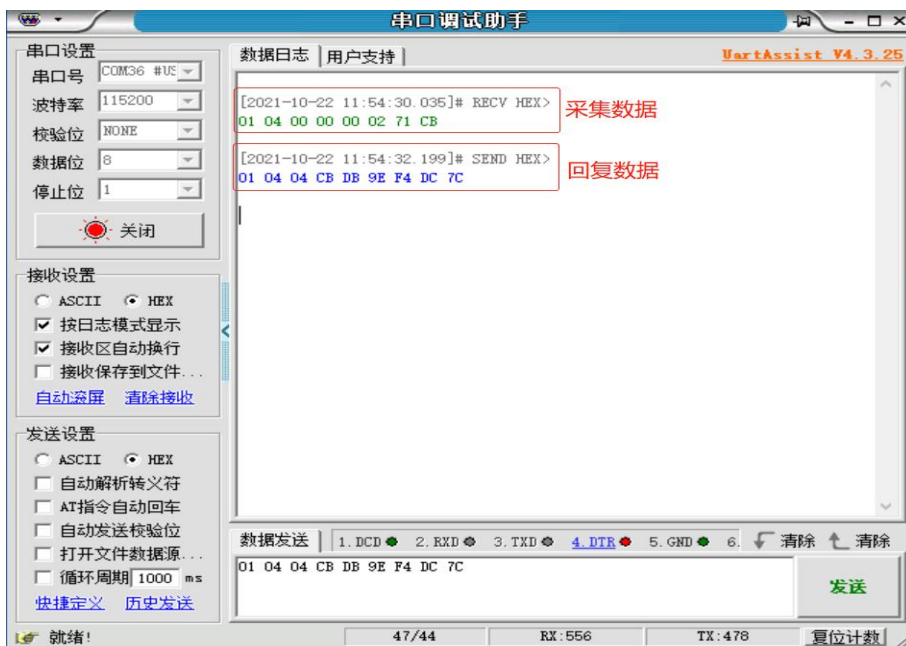 串口调试助手
串口设置
串口号 COM36 #US
波特率 115200
校验位 NONE
数据位 8
停止位 1
关闭
接收设置
ASCII HEX
按日志模式显示
接收区自动换行
接收保存到文件...
自动滚屏 清除接收
发送设置
ASCII HEX
自动解析转义符
AT指令自动回车
自动发送校验位
打开文件数据源...
循环周期 1000 ms
快捷定义 历史发送
数据日志 用户支持 UartAssist V4.3.25
[2021-10-22 11:54:30.035]# RECV HEX>
01 04 00 00 00 02 71 CB
采集数据
[2021-10-22 11:54:32.199]# SEND HEX>
01 04 04 CB DB 9E F4 DC 7C
回复数据
数据发送 1.DCD 2.RXD 3.TXD 4.DTR 5.GND 6. 清除 清除
01 04 04 CB DB 9E F4 DC 7C
发送
就绪! 47/44 RX:556 TX:478 复位计数